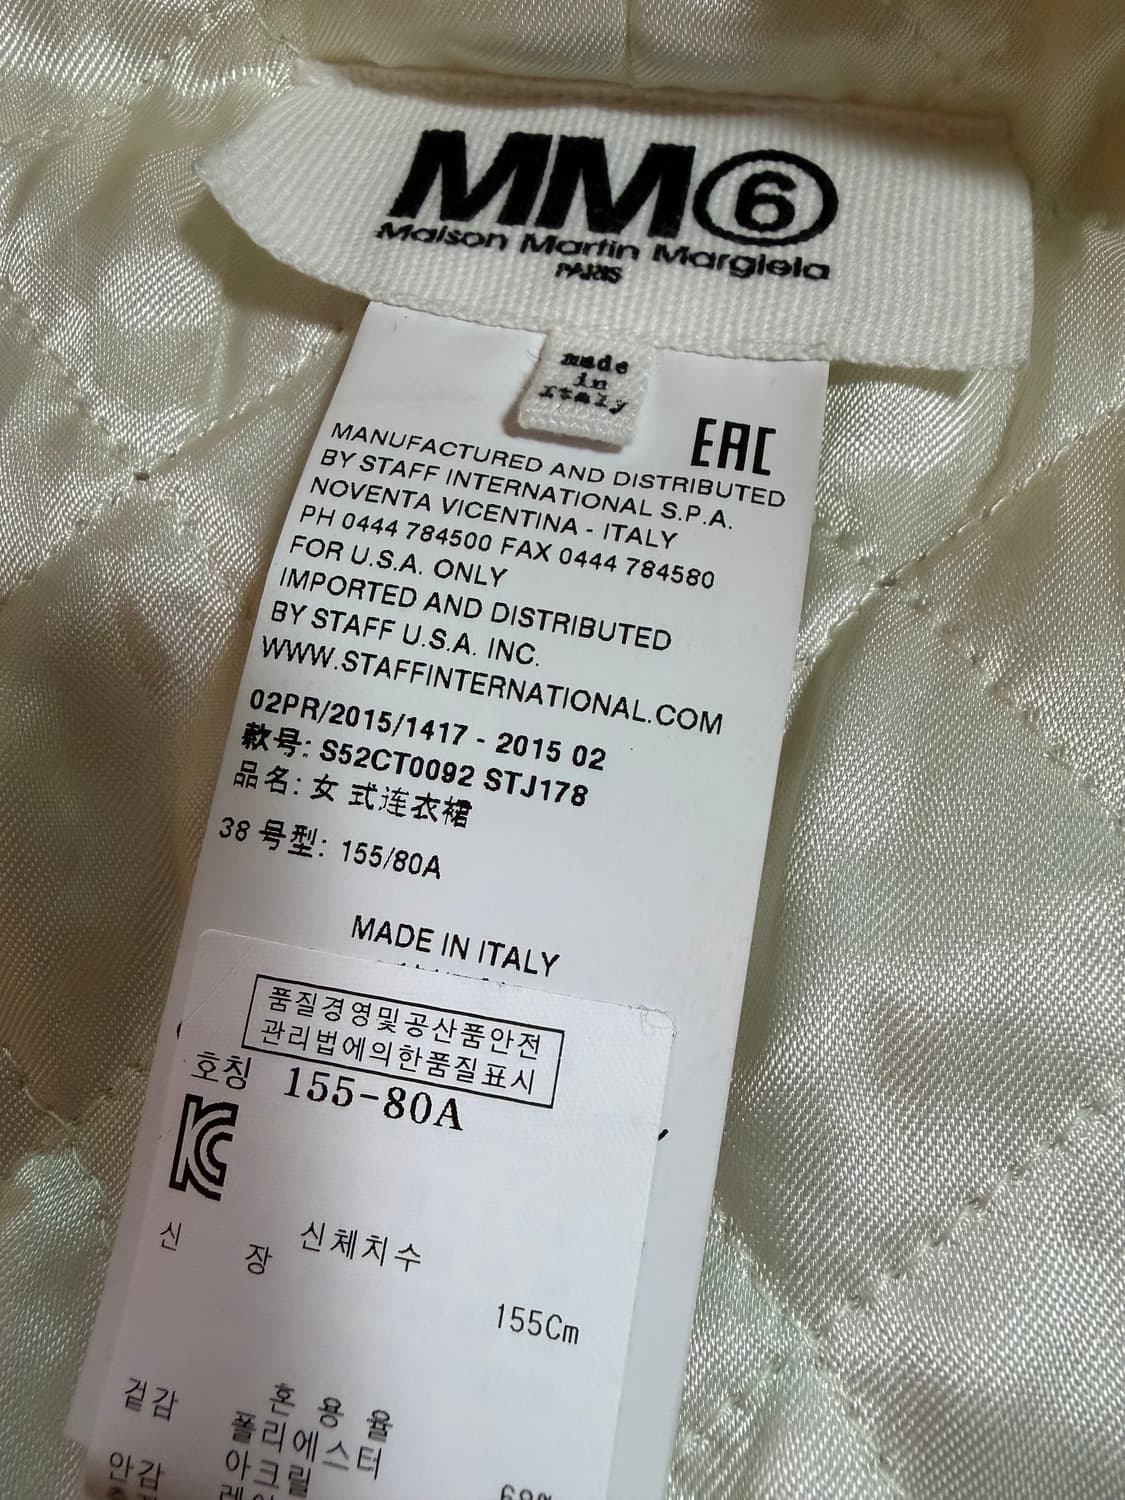 MM6
Maison Martin Margiela
PARIS
made
in
Italy
EAC
MANUFACTURED AND DISTRIBUTED
BY STAFF INTERNATIONAL S.P.A.
NOVENTA VICENTINA - ITALY
PH 0444 784500 FAX 0444 784580
FOR U.S.A. ONLY
IMPORTED AND DISTRIBUTED
BY STAFF U.S.A. INC.
WWW.STAFFINTERNATIONAL.COM
02PR/2015/1417 - 2015 02
款号: S52CT0092 STJ178
品名: 女 式连衣裙
38 号型: 155/80A
MADE IN ITALY
품질경영및공산품안전
관리법에의한품질표시
호칭 155-80A
KC
신체치수
신 장 155Cm
혼 용 율
겉감 폴리에스터
아크릴
안감